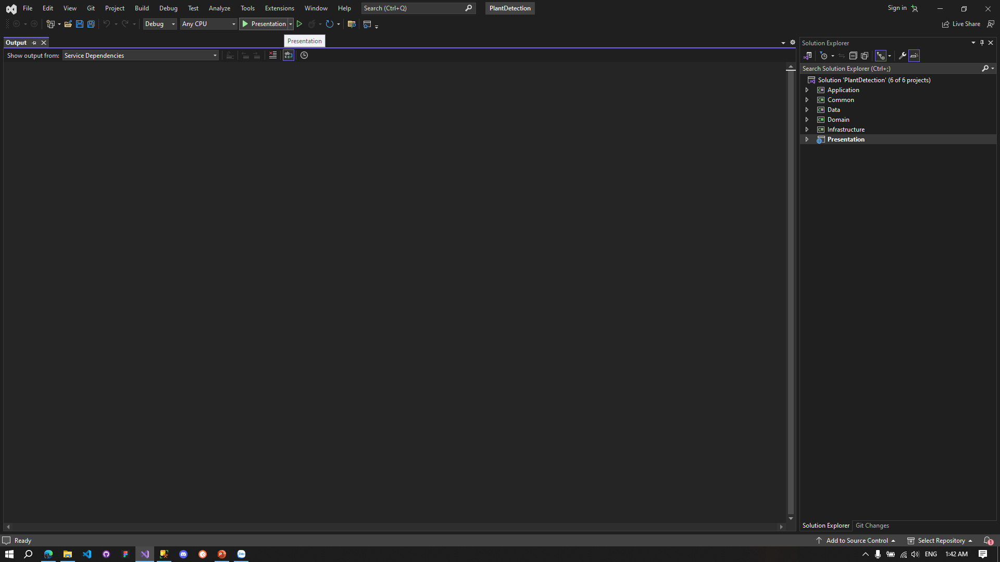 File Edit View Git Project Build Debug Test Analyze Tools Extensions Window Help Search (Ctrl+Q) PlantDetection Sign in
Debug Any CPU Presentation Live Share
Output
Presentation
Solution Explorer
Show output from: Service Dependencies
Search Solution Explorer (Ctrl+;)
Solution 'PlantDetection' (6 of 6 projects)
C# Application
C# Common
C# Data
C# Domain
C# Infrastructure
Presentation
Solution Explorer Git Changes
Ready Add to Source Control Select Repository 1
ENG 1:42 AM